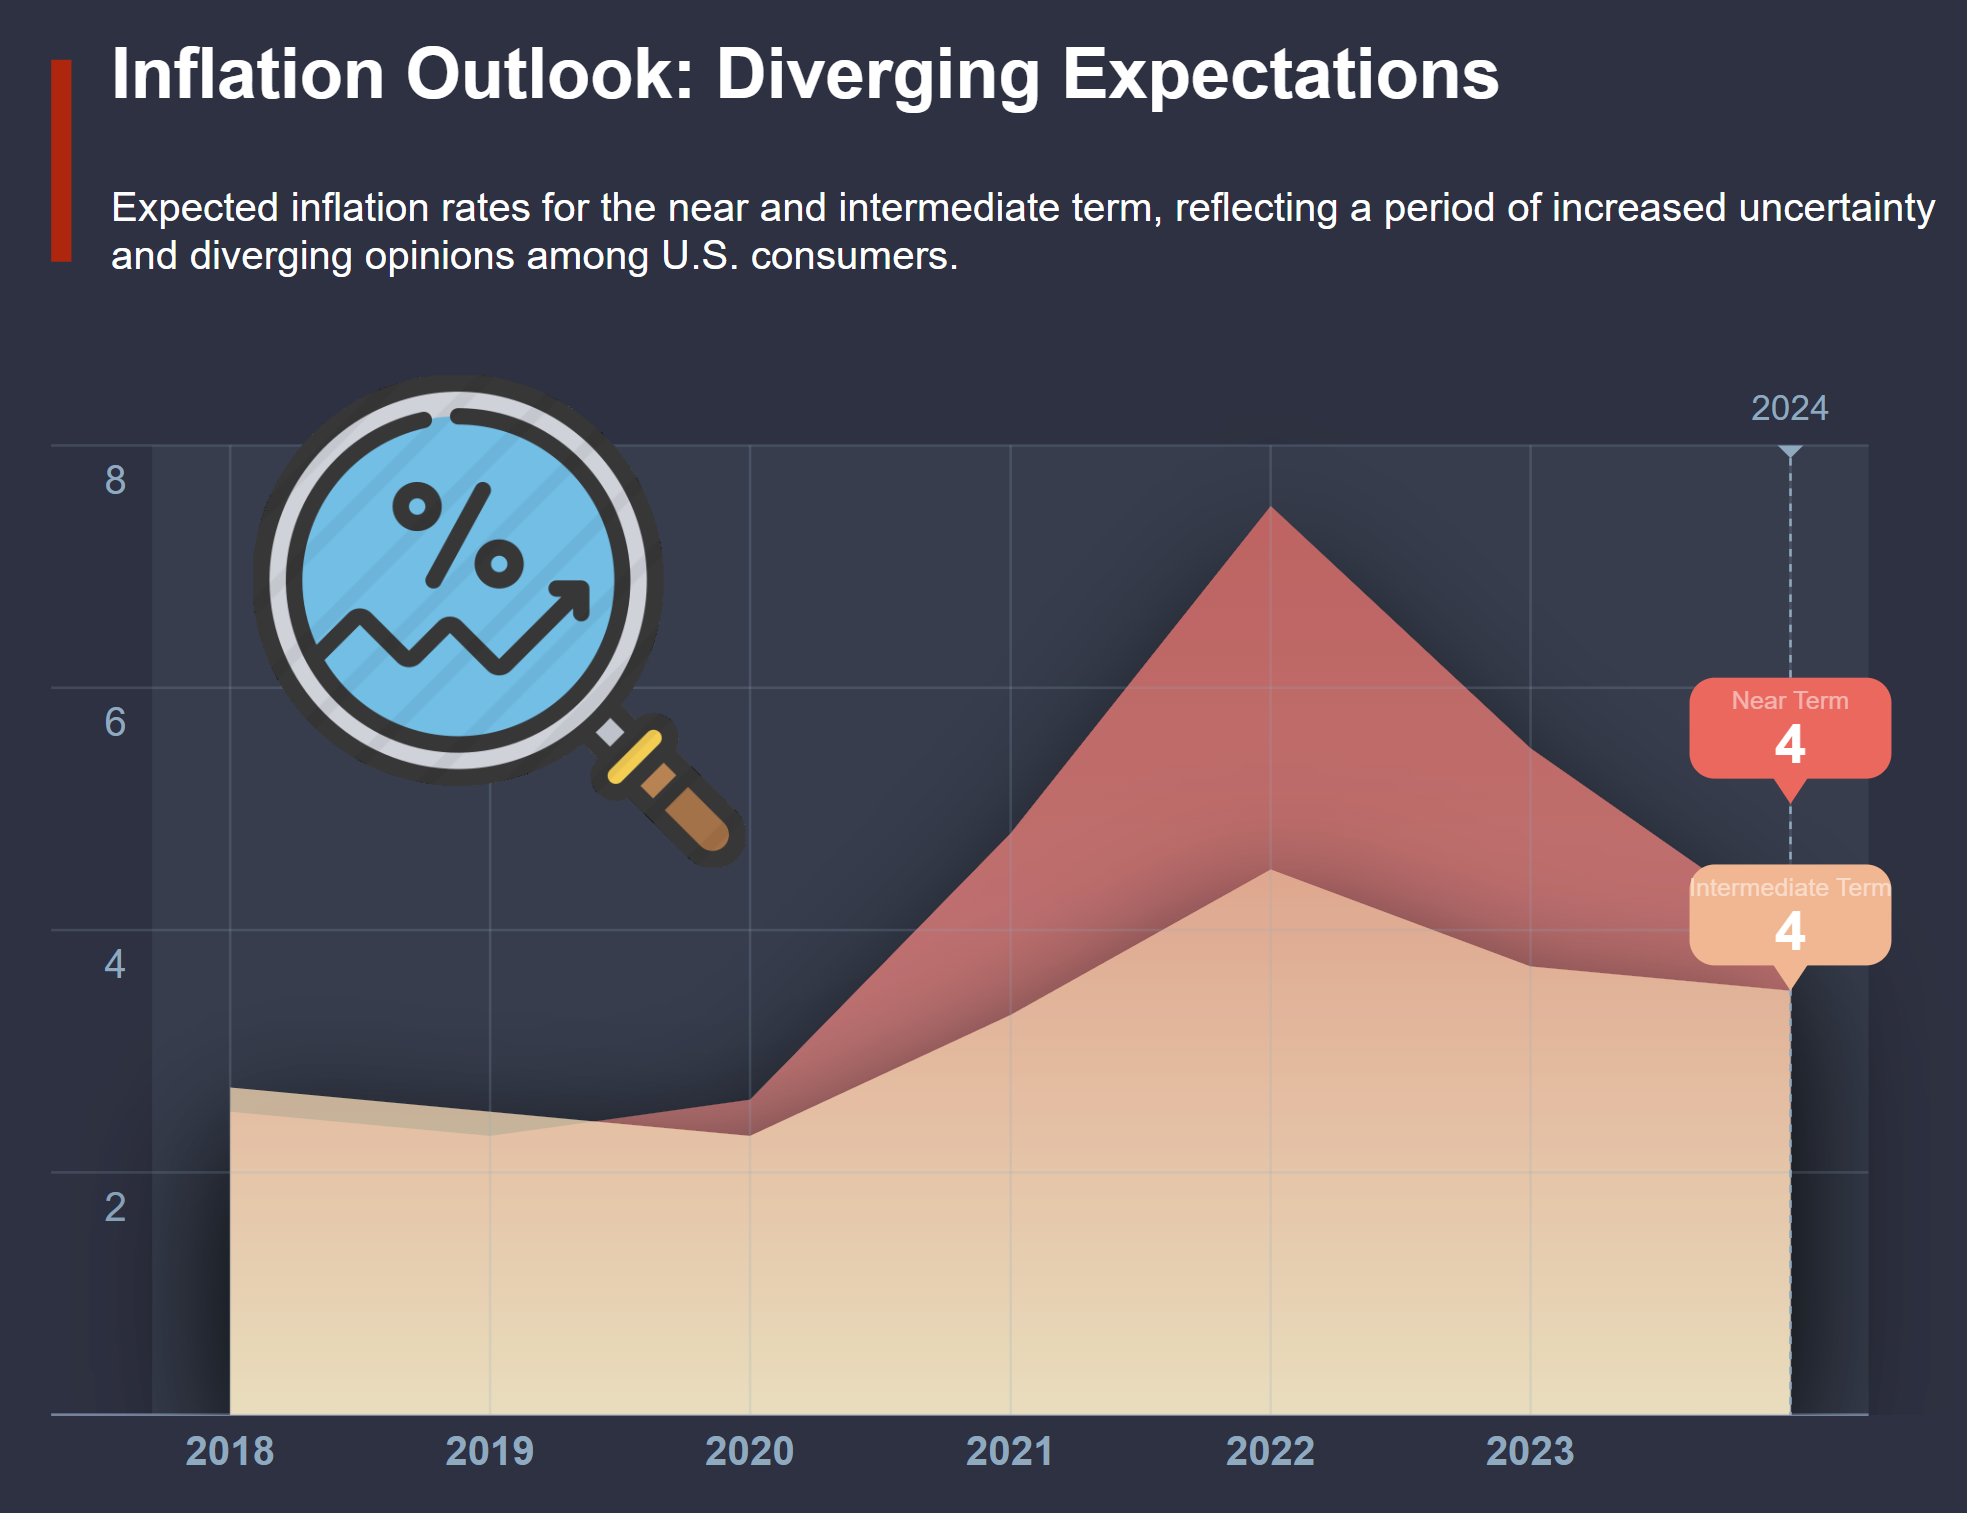 Inflation Outlook: Diverging Expectations
Expected inflation rates for the near and intermediate term, reflecting a period of increased uncertainty
and diverging opinions among U.S. consumers.
2024
8
6
4
2
%
Near Term
4
Intermediate Term
4
2018
2019
2020
2021
2022
2023